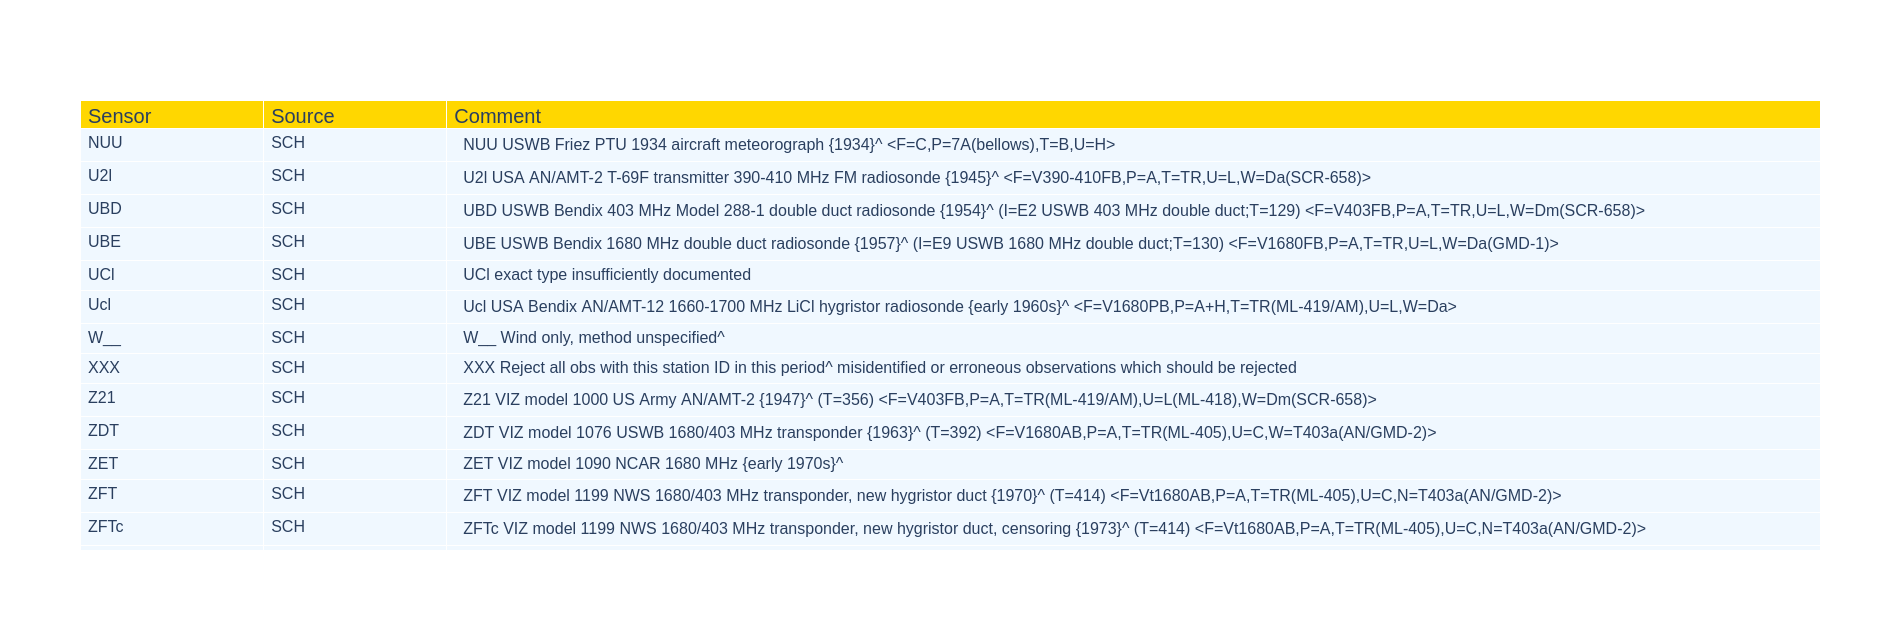 Sensor Source Comment
NUU SCH NUU USWB Friez PTU 1934 aircraft meteorograph {1934}^ <F=C,P=7A(bellows),T=B,U=H>
U2l SCH U2l USA AN/AMT-2 T-69F transmitter 390-410 MHz FM radiosonde {1945}^ <F=V390-410FB,P=A,T=TR,U=L,W=Da(SCR-658)>
UBD SCH UBD USWB Bendix 403 MHz Model 288-1 double duct radiosonde {1954}^ (I=E2 USWB 403 MHz double duct;T=129) <F=V403FB,P=A,T=TR,U=L,W=Dm(SCR-658)>
UBE SCH UBE USWB Bendix 1680 MHz double duct radiosonde {1957}^ (I=E9 USWB 1680 MHz double duct;T=130) <F=V1680FB,P=A,T=TR,U=L,W=Da(GMD-1)>
UCl SCH UCl exact type insufficiently documented
Ucl SCH Ucl USA Bendix AN/AMT-12 1660-1700 MHz LiCl hygristor radiosonde {early 1960s}^ <F=V1680PB,P=A+H,T=TR(ML-419/AM),U=L,W=Da>
W__ SCH W__ Wind only, method unspecified^
XXX SCH XXX Reject all obs with this station ID in this period^ misidentified or erroneous observations which should be rejected
Z21 SCH Z21 VIZ model 1000 US Army AN/AMT-2 {1947}^ (T=356) <F=V403FB,P=A,T=TR(ML-419/AM),U=L(ML-418),W=Dm(SCR-658)>
ZDT SCH ZDT VIZ model 1076 USWB 1680/403 MHz transponder {1963}^ (T=392) <F=V1680AB,P=A,T=TR(ML-405),U=C,W=T403a(AN/GMD-2)>
ZET SCH ZET VIZ model 1090 NCAR 1680 MHz {early 1970s}^
ZFT SCH ZFT VIZ model 1199 NWS 1680/403 MHz transponder, new hygristor duct {1970}^ (T=414) <F=Vt1680AB,P=A,T=TR(ML-405),U=C,N=T403a(AN/GMD-2)>
ZFTc SCH ZFTc VIZ model 1199 NWS 1680/403 MHz transponder, new hygristor duct, censoring {1973}^ (T=414) <F=Vt1680AB,P=A,T=TR(ML-405),U=C,N=T403a(AN/GMD-2)>